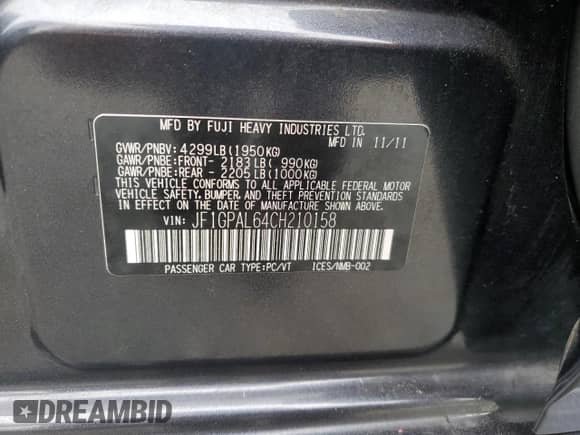 MFD BY FUJI HEAVY INDUSTRIES LTD.
MFD IN 11/11
GVWR/PNBV: 4299LB(1950KG)
GAWR/PNBE:FRONT- 2183LB( 990KG)
GAWR/PNBE:REAR - 2205LB(1000KG)
THIS VEHICLE CONFORMS TO ALL APPLICABLE FEDERAL MOTOR
VEHICLE SAFETY, BUMPER, AND THEFT PREVENTION STANDARDS
IN EFFECT ON THE DATE OF MANUFACTURE SHOWN ABOVE.
VIN: JF1GPAL64CH210158
PASSENGER CAR TYPE:PC/VT ICES/NMB-002
DREAMBID